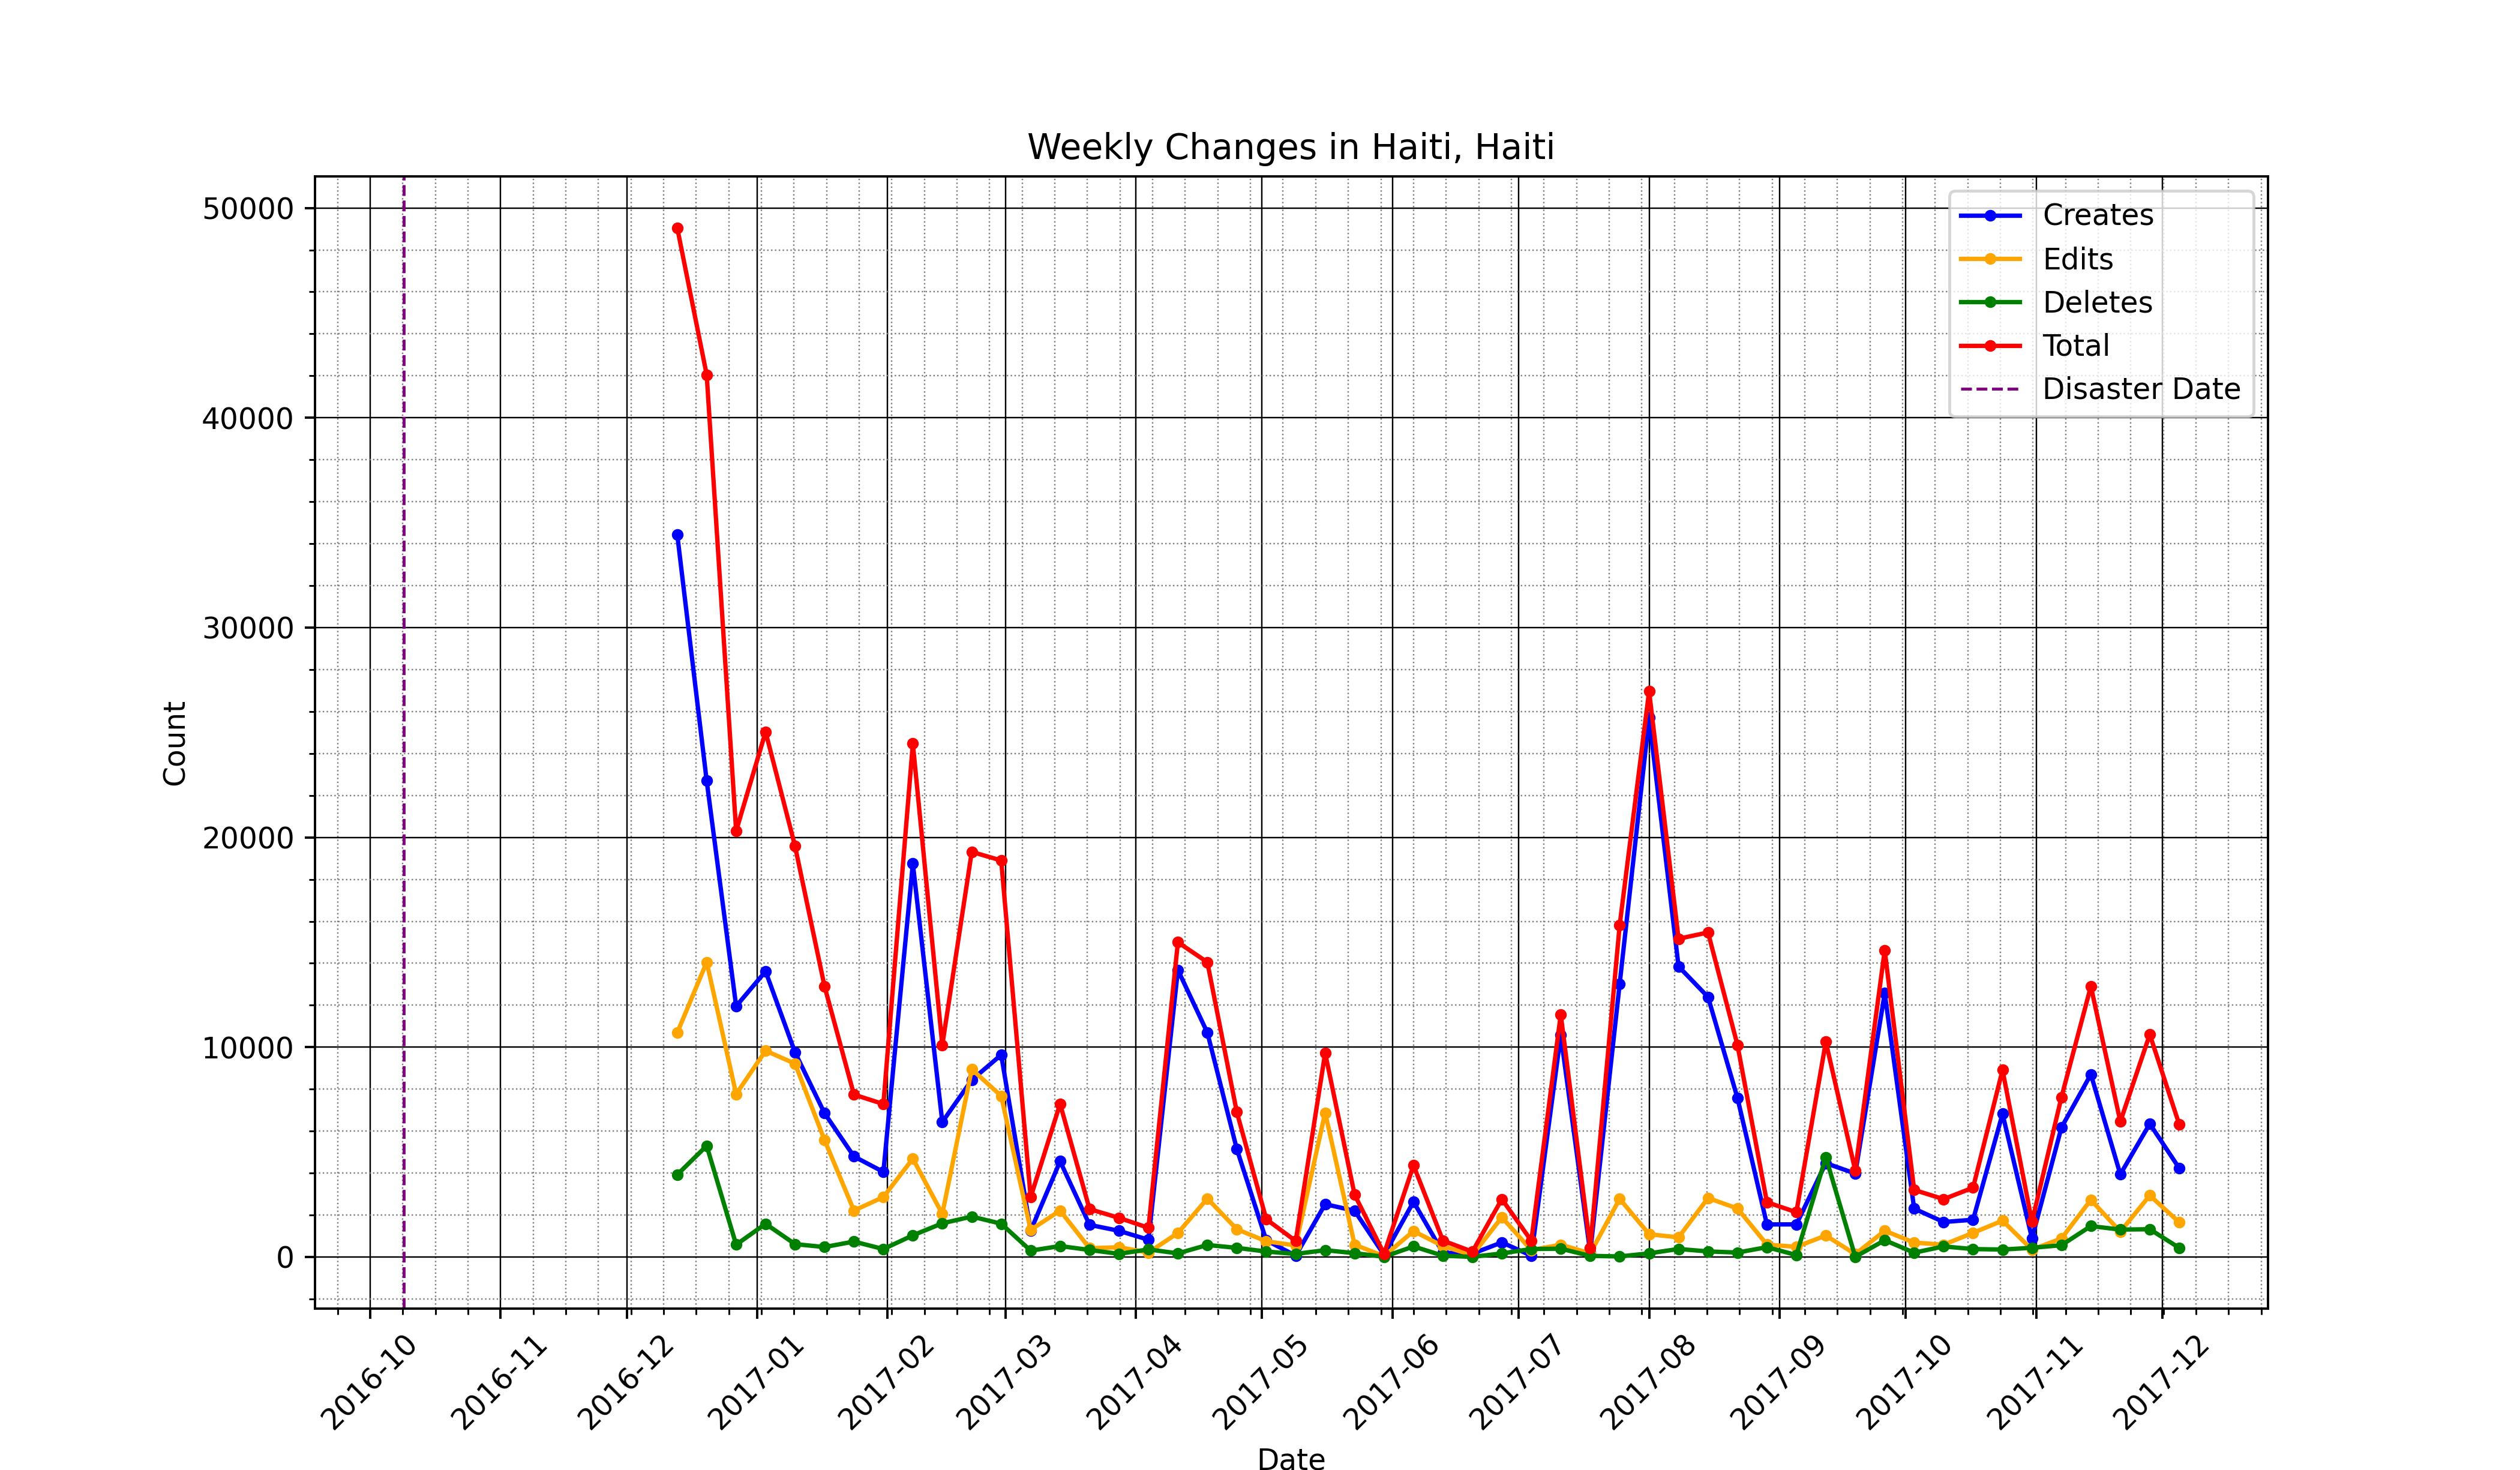 Weekly Changes in Haiti, Haiti
50000
40000
30000
20000
10000
0
Count
Creates
Edits
Deletes
Total
Disaster Date
2016-10
2016-11
2016-12
2017-01
2017-02
2017-03
2017-04
2017-05
2017-06
2017-07
2017-08
2017-09
2017-10
2017-11
2017-12
Date